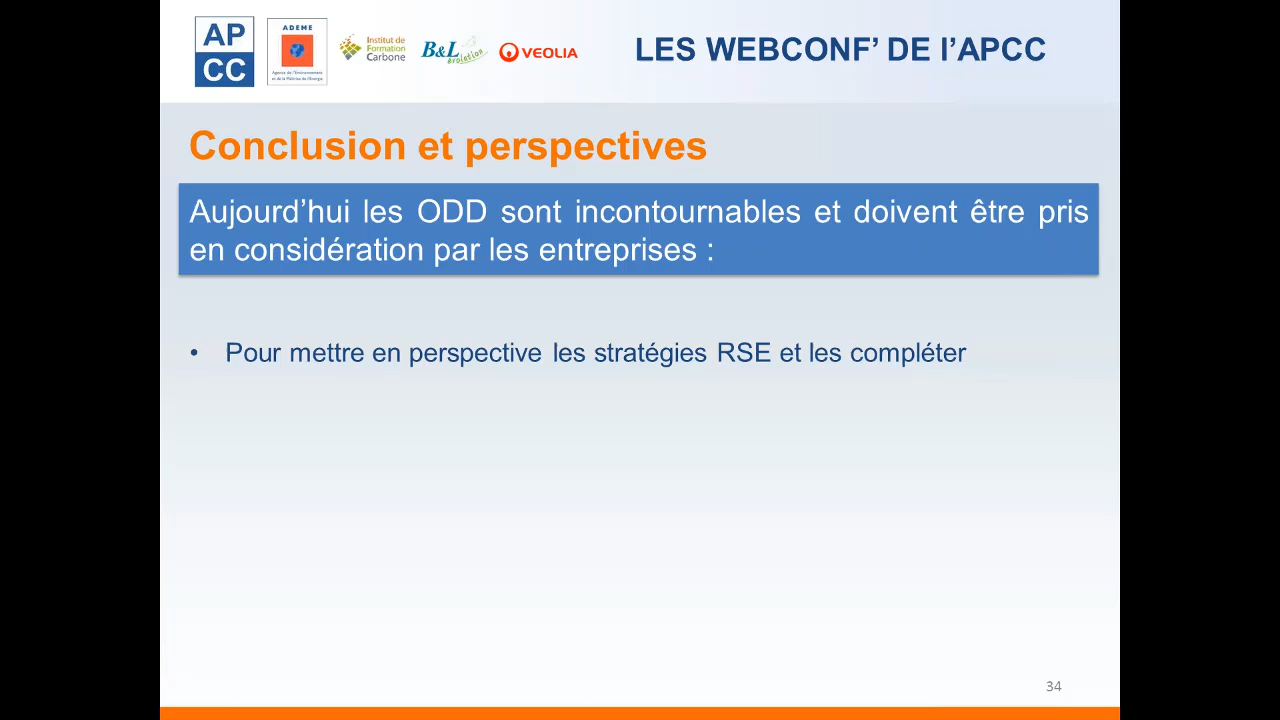 AP
CC
ADEME
Agence de l'Environnement
et de la Maîtrise de l'Energie
Institut de
Formation
Carbone
B&L
évolution
VEOLIA
LES WEBCONF’ DE l’APCC
Conclusion et perspectives
Aujourd’hui les ODD sont incontournables et doivent être pris
en considération par les entreprises :
• Pour mettre en perspective les stratégies RSE et les compléter
34